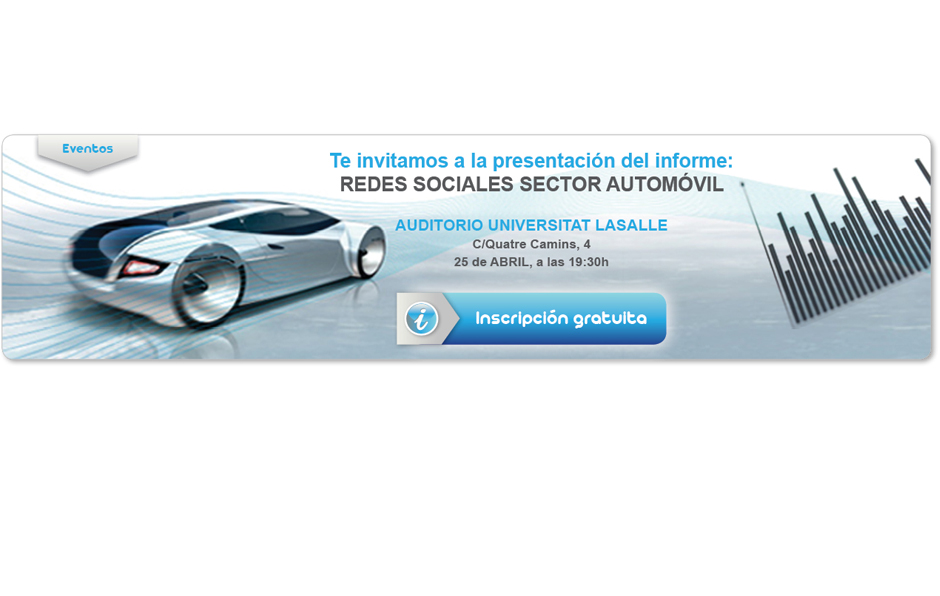 Eventos
Te invitamos a la presentación del informe:
REDES SOCIALES SECTOR AUTOMÓVIL
AUDITORIO UNIVERSITAT LASALLE
C/Quatre Camins, 4
25 de ABRIL, a las 19:30h
i Inscripción gratuita